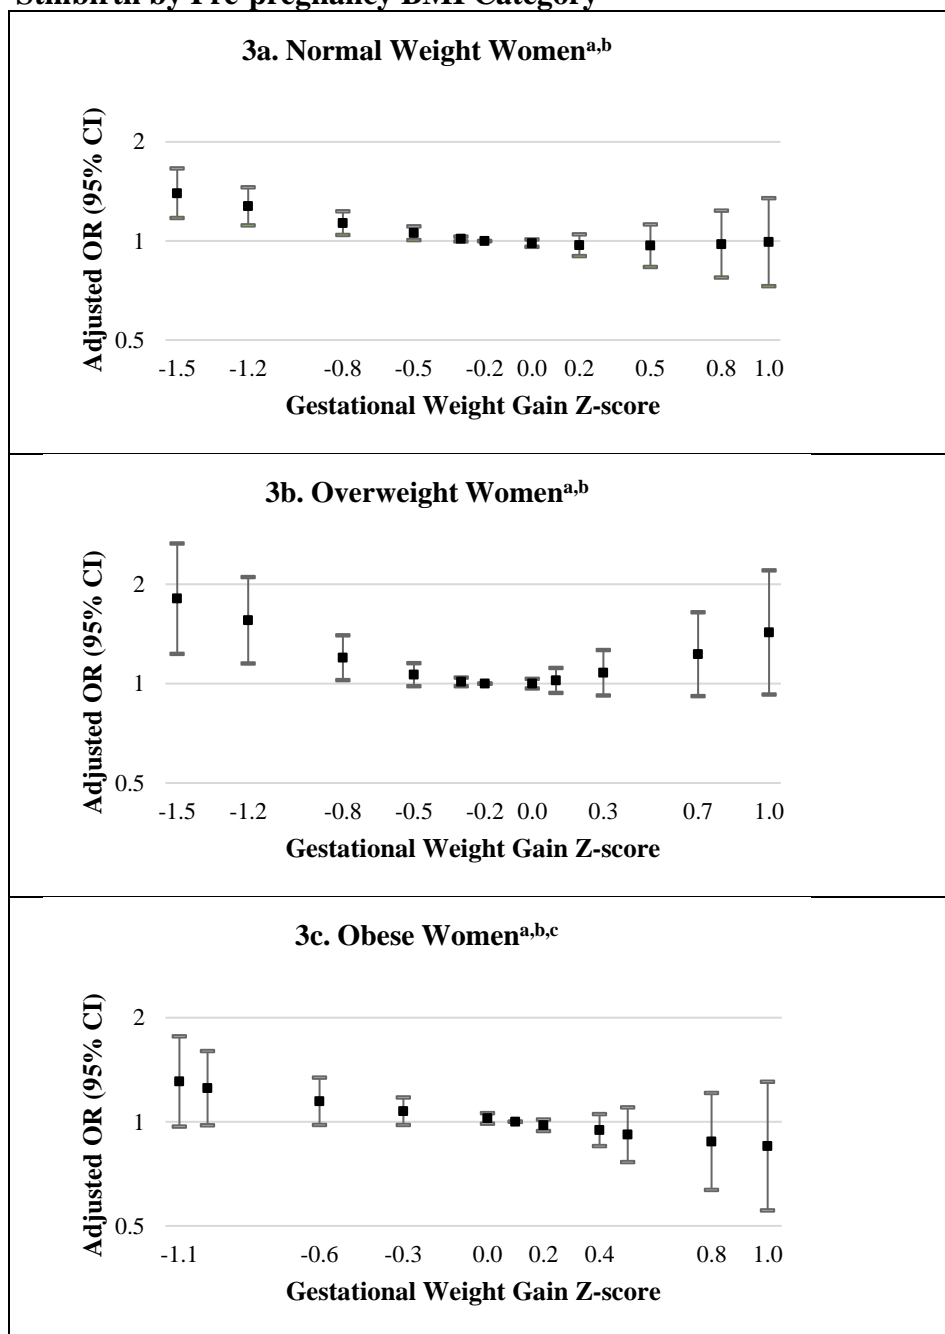 Stillbirth by Pre-pregnancy BMI Category
3a. Normal Weight Womenᵃ,ᵇ
Adjusted OR (95% CI)
2
1
0.5
-1.5 -1.2 -0.8 -0.5 -0.2 0.0 0.2 0.5 0.8 1.0
Gestational Weight Gain Z-score
3b. Overweight Womenᵃ,ᵇ
Adjusted OR (95% CI)
2
1
0.5
-1.5 -1.2 -0.8 -0.5 -0.2 0.0 0.3 0.7 1.0
Gestational Weight Gain Z-score
3c. Obese Womenᵃ,ᵇ,ᶜ
Adjusted OR (95% CI)
2
1
0.5
-1.1 -0.6 -0.3 0.0 0.2 0.4 0.8 1.0
Gestational Weight Gain Z-score